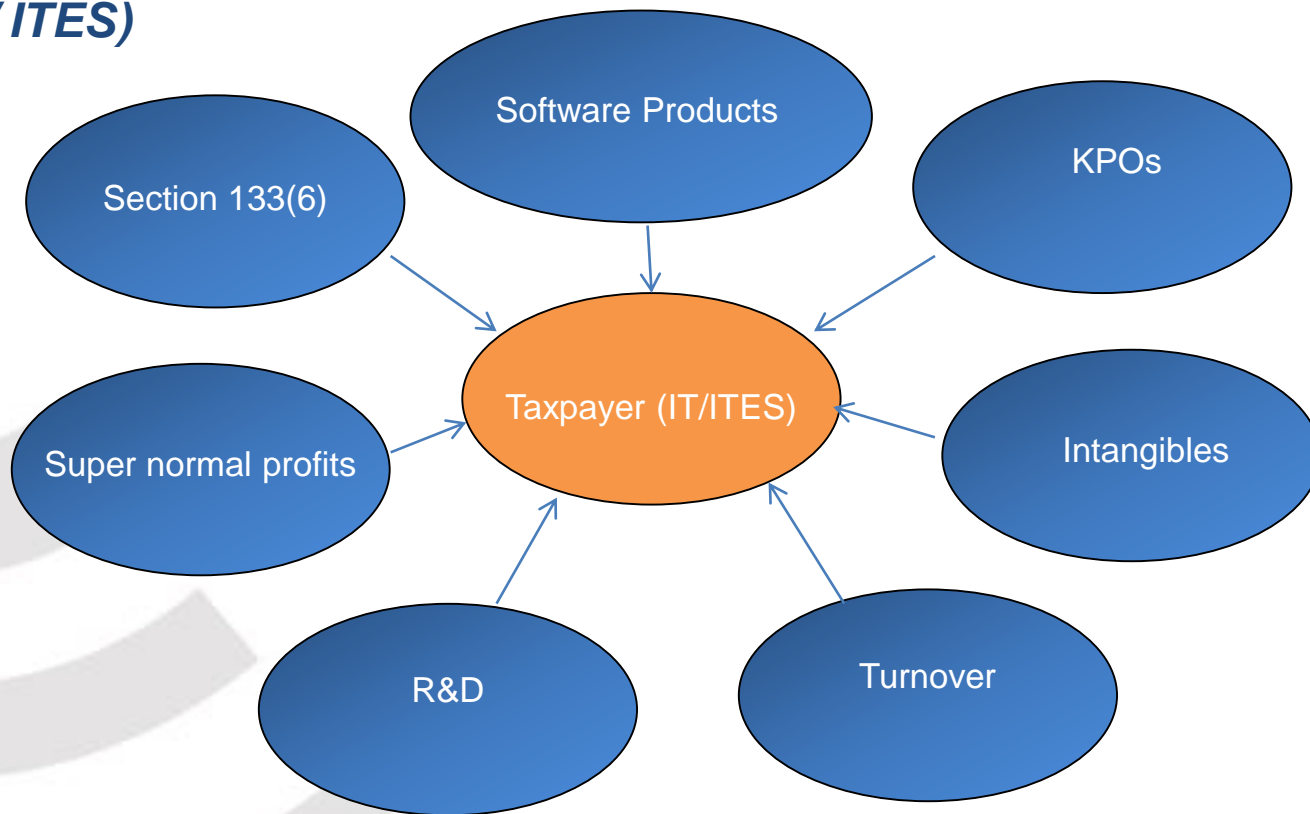 / ITES)
Software Products
KPOs
Section 133(6)
Taxpayer (IT/ITES)
Intangibles
Super normal profits
R&D
Turnover